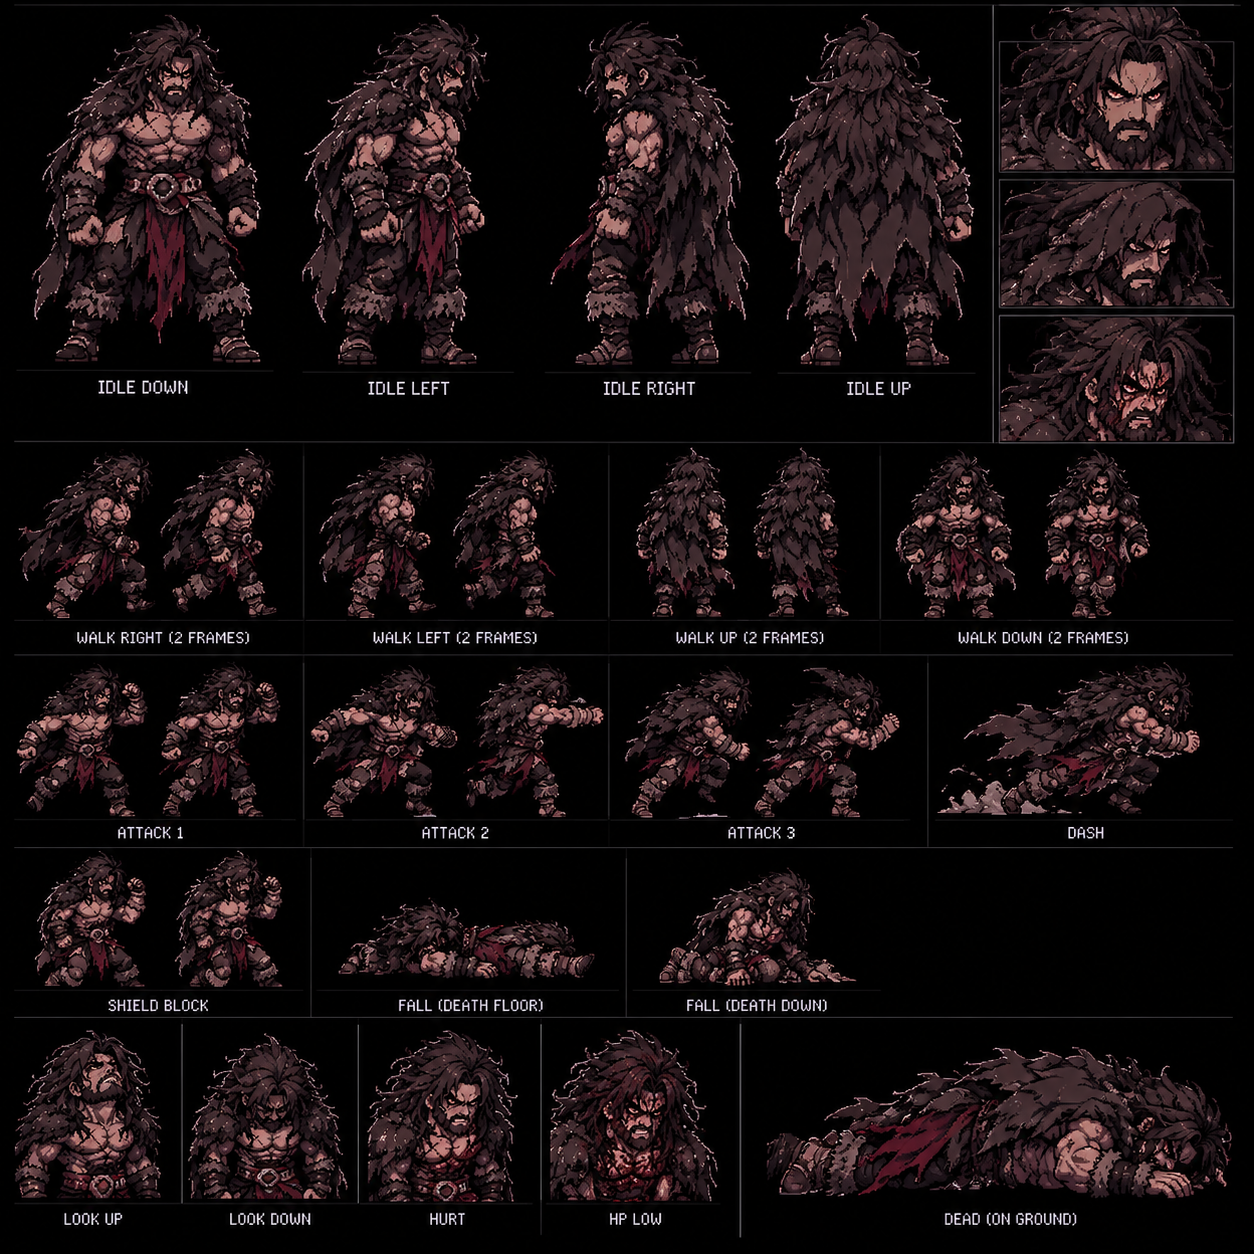 IDLE DOWN
IDLE LEFT
IDLE RIGHT
IDLE UP
WALK RIGHT (2 FRAMES)
WALK LEFT (2 FRAMES)
WALK UP (2 FRAMES)
WALK DOWN (2 FRAMES)
ATTACK 1
ATTACK 2
ATTACK 3
DASH
SHIELD BLOCK
FALL (DEATH FLOOR)
FALL (DEATH DOWN)
LOOK UP
LOOK DOWN
HURT
HP LOW
DEAD (ON GROUND)